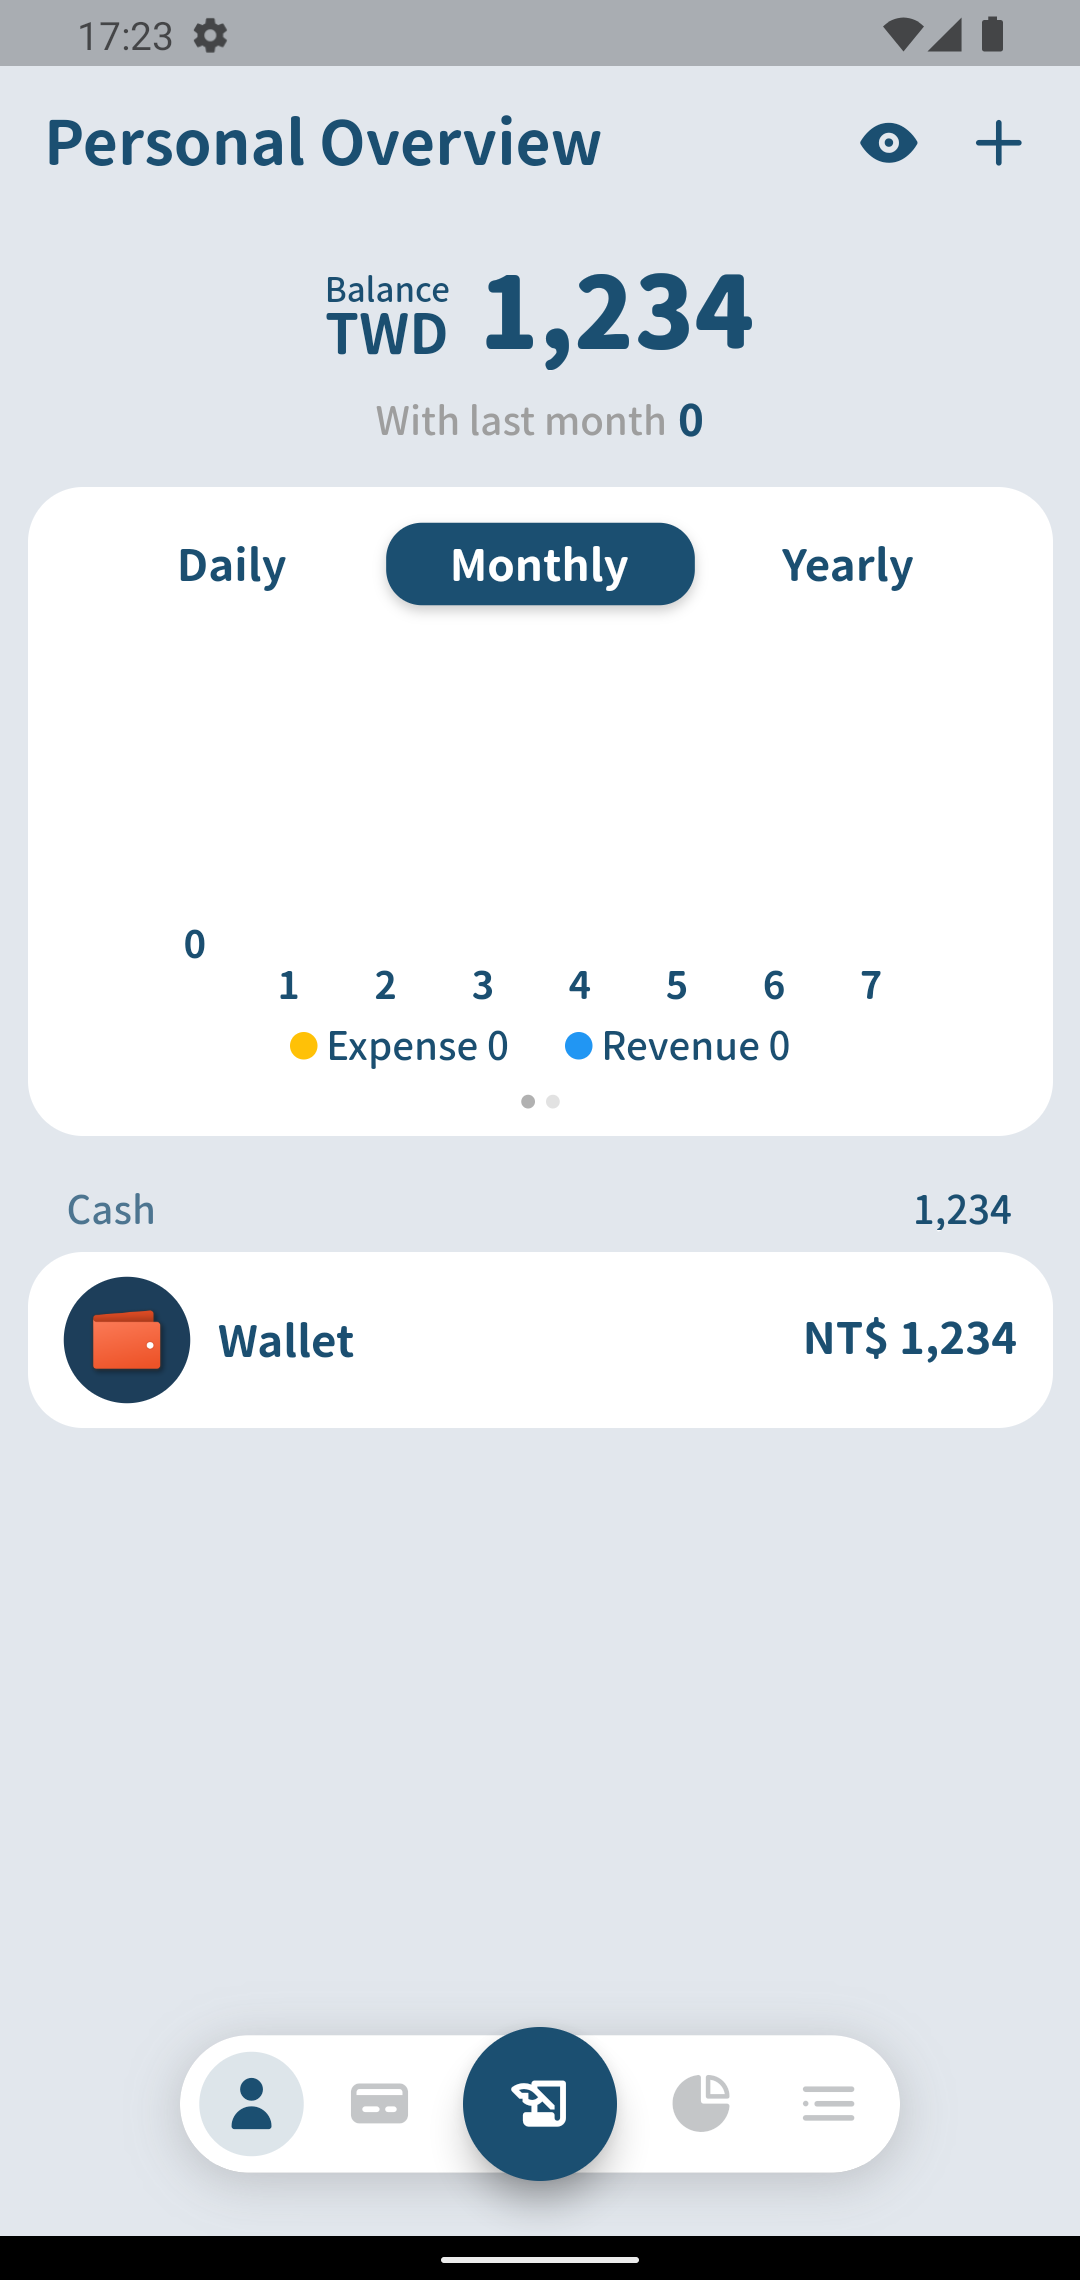 17:23
Personal Overview
Balance
TWD 1,234
With last month 0
Daily Monthly Yearly
0
1 2 3 4 5 6 7
Expense 0 Revenue 0
Cash 1,234
Wallet NT$ 1,234